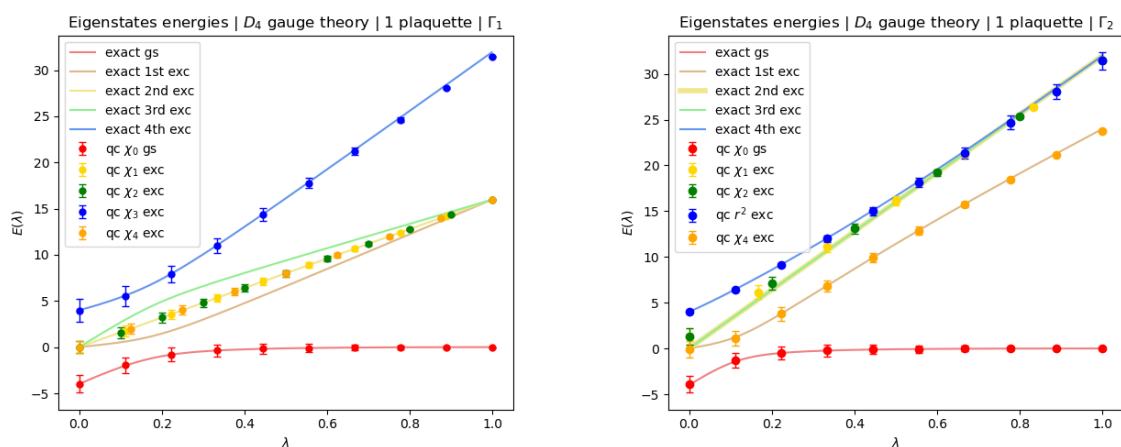 Eigenstates energies | D₄ gauge theory | 1 plaquette | Γ₁
E(λ)
30
25
20
15
10
5
0
−5
exact gs
exact 1st exc
exact 2nd exc
exact 3rd exc
exact 4th exc
qc χ₀ gs
qc χ₁ exc
qc χ₂ exc
qc χ₃ exc
qc χ₄ exc
0.0 0.2 0.4 0.6 0.8 1.0
λ
Eigenstates energies | D₄ gauge theory | 1 plaquette | Γ₂
E(λ)
30
25
20
15
10
5
0
−5
exact gs
exact 1st exc
exact 2nd exc
exact 3rd exc
exact 4th exc
qc χ₀ gs
qc χ₁ exc
qc χ₂ exc
qc r² exc
qc χ₄ exc
0.0 0.2 0.4 0.6 0.8 1.0
λ